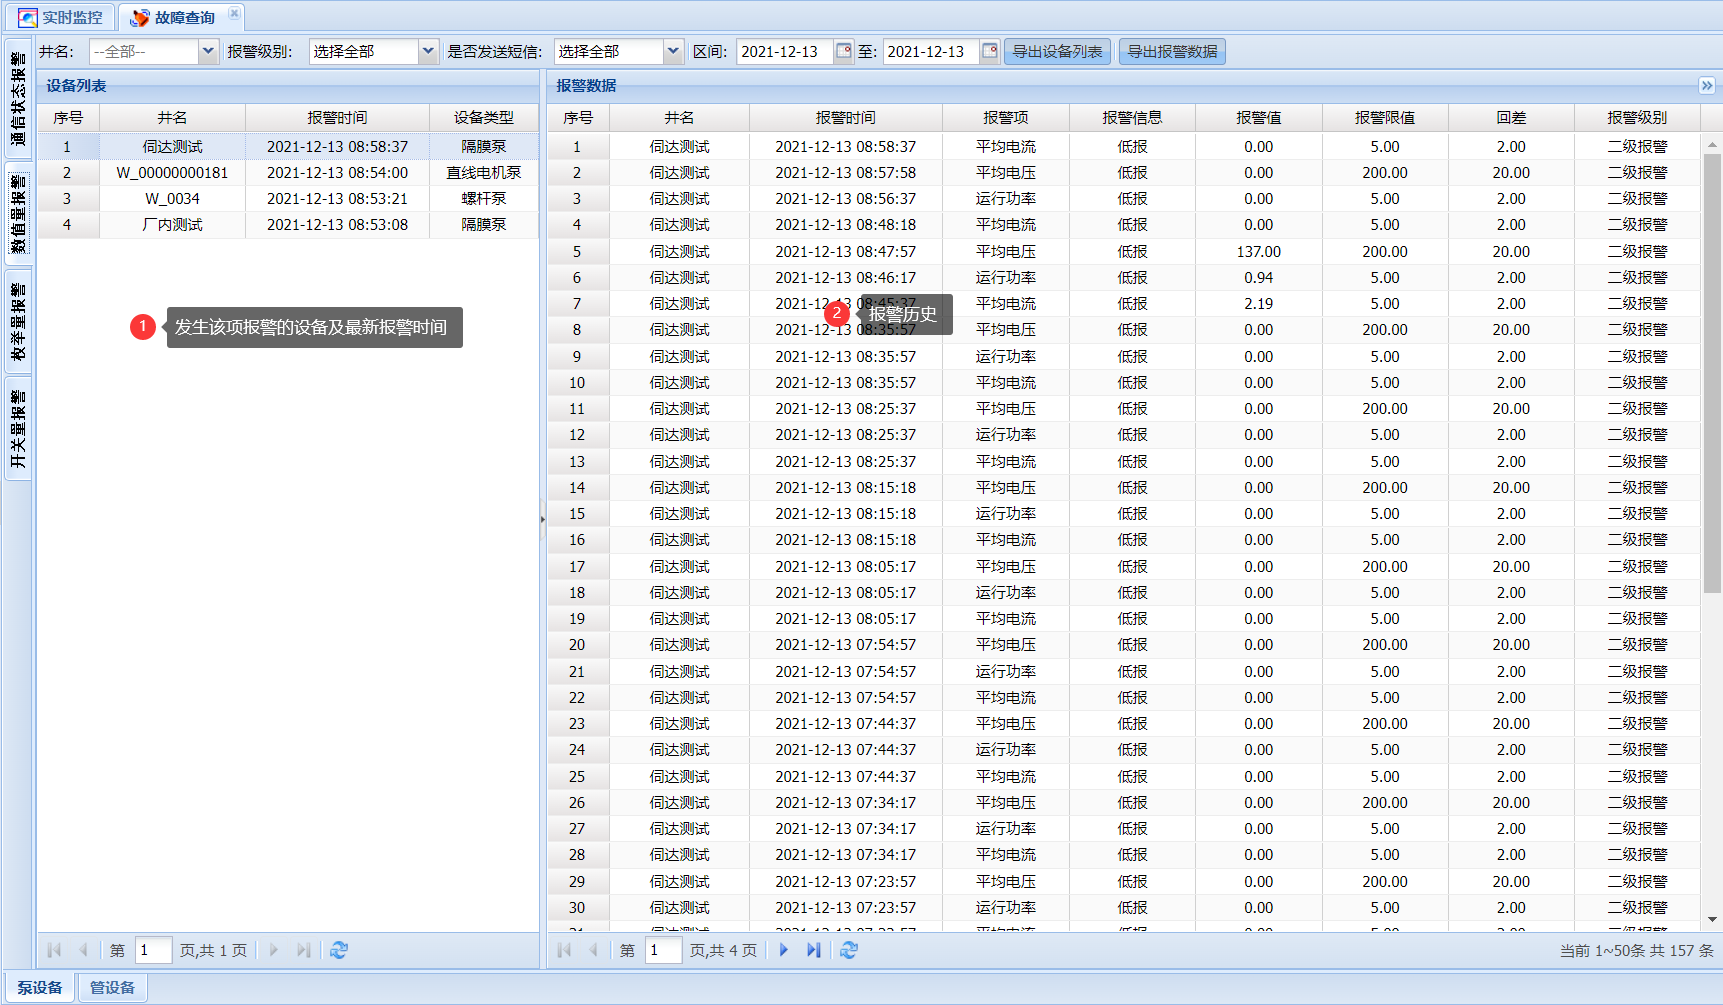 实时监控 故障查询
井名: --全部-- 报警级别: 选择全部 是否发送短信: 选择全部 区间: 2021-12-13 至: 2021-12-13 导出设备列表 导出报警数据
通信状态报警
数值量报警
枚举量报警
开关量报警
设备列表
序号 井名 报警时间 设备类型
1 伺达测试 2021-12-13 08:58:37 隔膜泵
2 W_00000000181 2021-12-13 08:54:00 直线电机泵
3 W_0034 2021-12-13 08:53:21 螺杆泵
4 厂内测试 2021-12-13 08:53:08 隔膜泵
1 发生该项报警的设备及最新报警时间
第 1 页,共 1 页
报警数据
序号 井名 报警时间 报警项 报警信息 报警值 报警限值 回差 报警级别
1 伺达测试 2021-12-13 08:58:37 平均电流 低报 0.00 5.00 2.00 二级报警
2 伺达测试 2021-12-13 08:57:58 平均电压 低报 0.00 200.00 20.00 二级报警
3 伺达测试 2021-12-13 08:56:37 运行功率 低报 0.00 5.00 2.00 二级报警
4 伺达测试 2021-12-13 08:48:18 平均电流 低报 0.00 5.00 2.00 二级报警
5 伺达测试 2021-12-13 08:47:57 平均电压 低报 137.00 200.00 20.00 二级报警
6 伺达测试 2021-12-13 08:46:17 运行功率 低报 0.94 5.00 2.00 二级报警
7 伺达测试 2021-12-13 08:45:37 平均电流 低报 2.19 5.00 2.00 二级报警
2 报警历史
8 伺达测试 2021-12-13 08:35:57 平均电压 低报 0.00 200.00 20.00 二级报警
9 伺达测试 2021-12-13 08:35:57 运行功率 低报 0.00 5.00 2.00 二级报警
10 伺达测试 2021-12-13 08:35:57 平均电流 低报 0.00 5.00 2.00 二级报警
11 伺达测试 2021-12-13 08:25:37 平均电压 低报 0.00 200.00 20.00 二级报警
12 伺达测试 2021-12-13 08:25:37 运行功率 低报 0.00 5.00 2.00 二级报警
13 伺达测试 2021-12-13 08:25:37 平均电流 低报 0.00 5.00 2.00 二级报警
14 伺达测试 2021-12-13 08:15:18 平均电压 低报 0.00 200.00 20.00 二级报警
15 伺达测试 2021-12-13 08:15:18 运行功率 低报 0.00 5.00 2.00 二级报警
16 伺达测试 2021-12-13 08:15:18 平均电流 低报 0.00 5.00 2.00 二级报警
17 伺达测试 2021-12-13 08:05:17 平均电压 低报 0.00 200.00 20.00 二级报警
18 伺达测试 2021-12-13 08:05:17 运行功率 低报 0.00 5.00 2.00 二级报警
19 伺达测试 2021-12-13 08:05:17 平均电流 低报 0.00 5.00 2.00 二级报警
20 伺达测试 2021-12-13 07:54:57 平均电压 低报 0.00 200.00 20.00 二级报警
21 伺达测试 2021-12-13 07:54:57 运行功率 低报 0.00 5.00 2.00 二级报警
22 伺达测试 2021-12-13 07:54:57 平均电流 低报 0.00 5.00 2.00 二级报警
23 伺达测试 2021-12-13 07:44:37 平均电压 低报 0.00 200.00 20.00 二级报警
24 伺达测试 2021-12-13 07:44:37 运行功率 低报 0.00 5.00 2.00 二级报警
25 伺达测试 2021-12-13 07:44:37 平均电流 低报 0.00 5.00 2.00 二级报警
26 伺达测试 2021-12-13 07:34:17 平均电压 低报 0.00 200.00 20.00 二级报警
27 伺达测试 2021-12-13 07:34:17 运行功率 低报 0.00 5.00 2.00 二级报警
28 伺达测试 2021-12-13 07:34:17 平均电流 低报 0.00 5.00 2.00 二级报警
29 伺达测试 2021-12-13 07:23:57 平均电压 低报 0.00 200.00 20.00 二级报警
30 伺达测试 2021-12-13 07:23:57 运行功率 低报 0.00 5.00 2.00 二级报警
第 1 页,共 4 页 当前 1~50条 共 157 条
泵设备 管设备